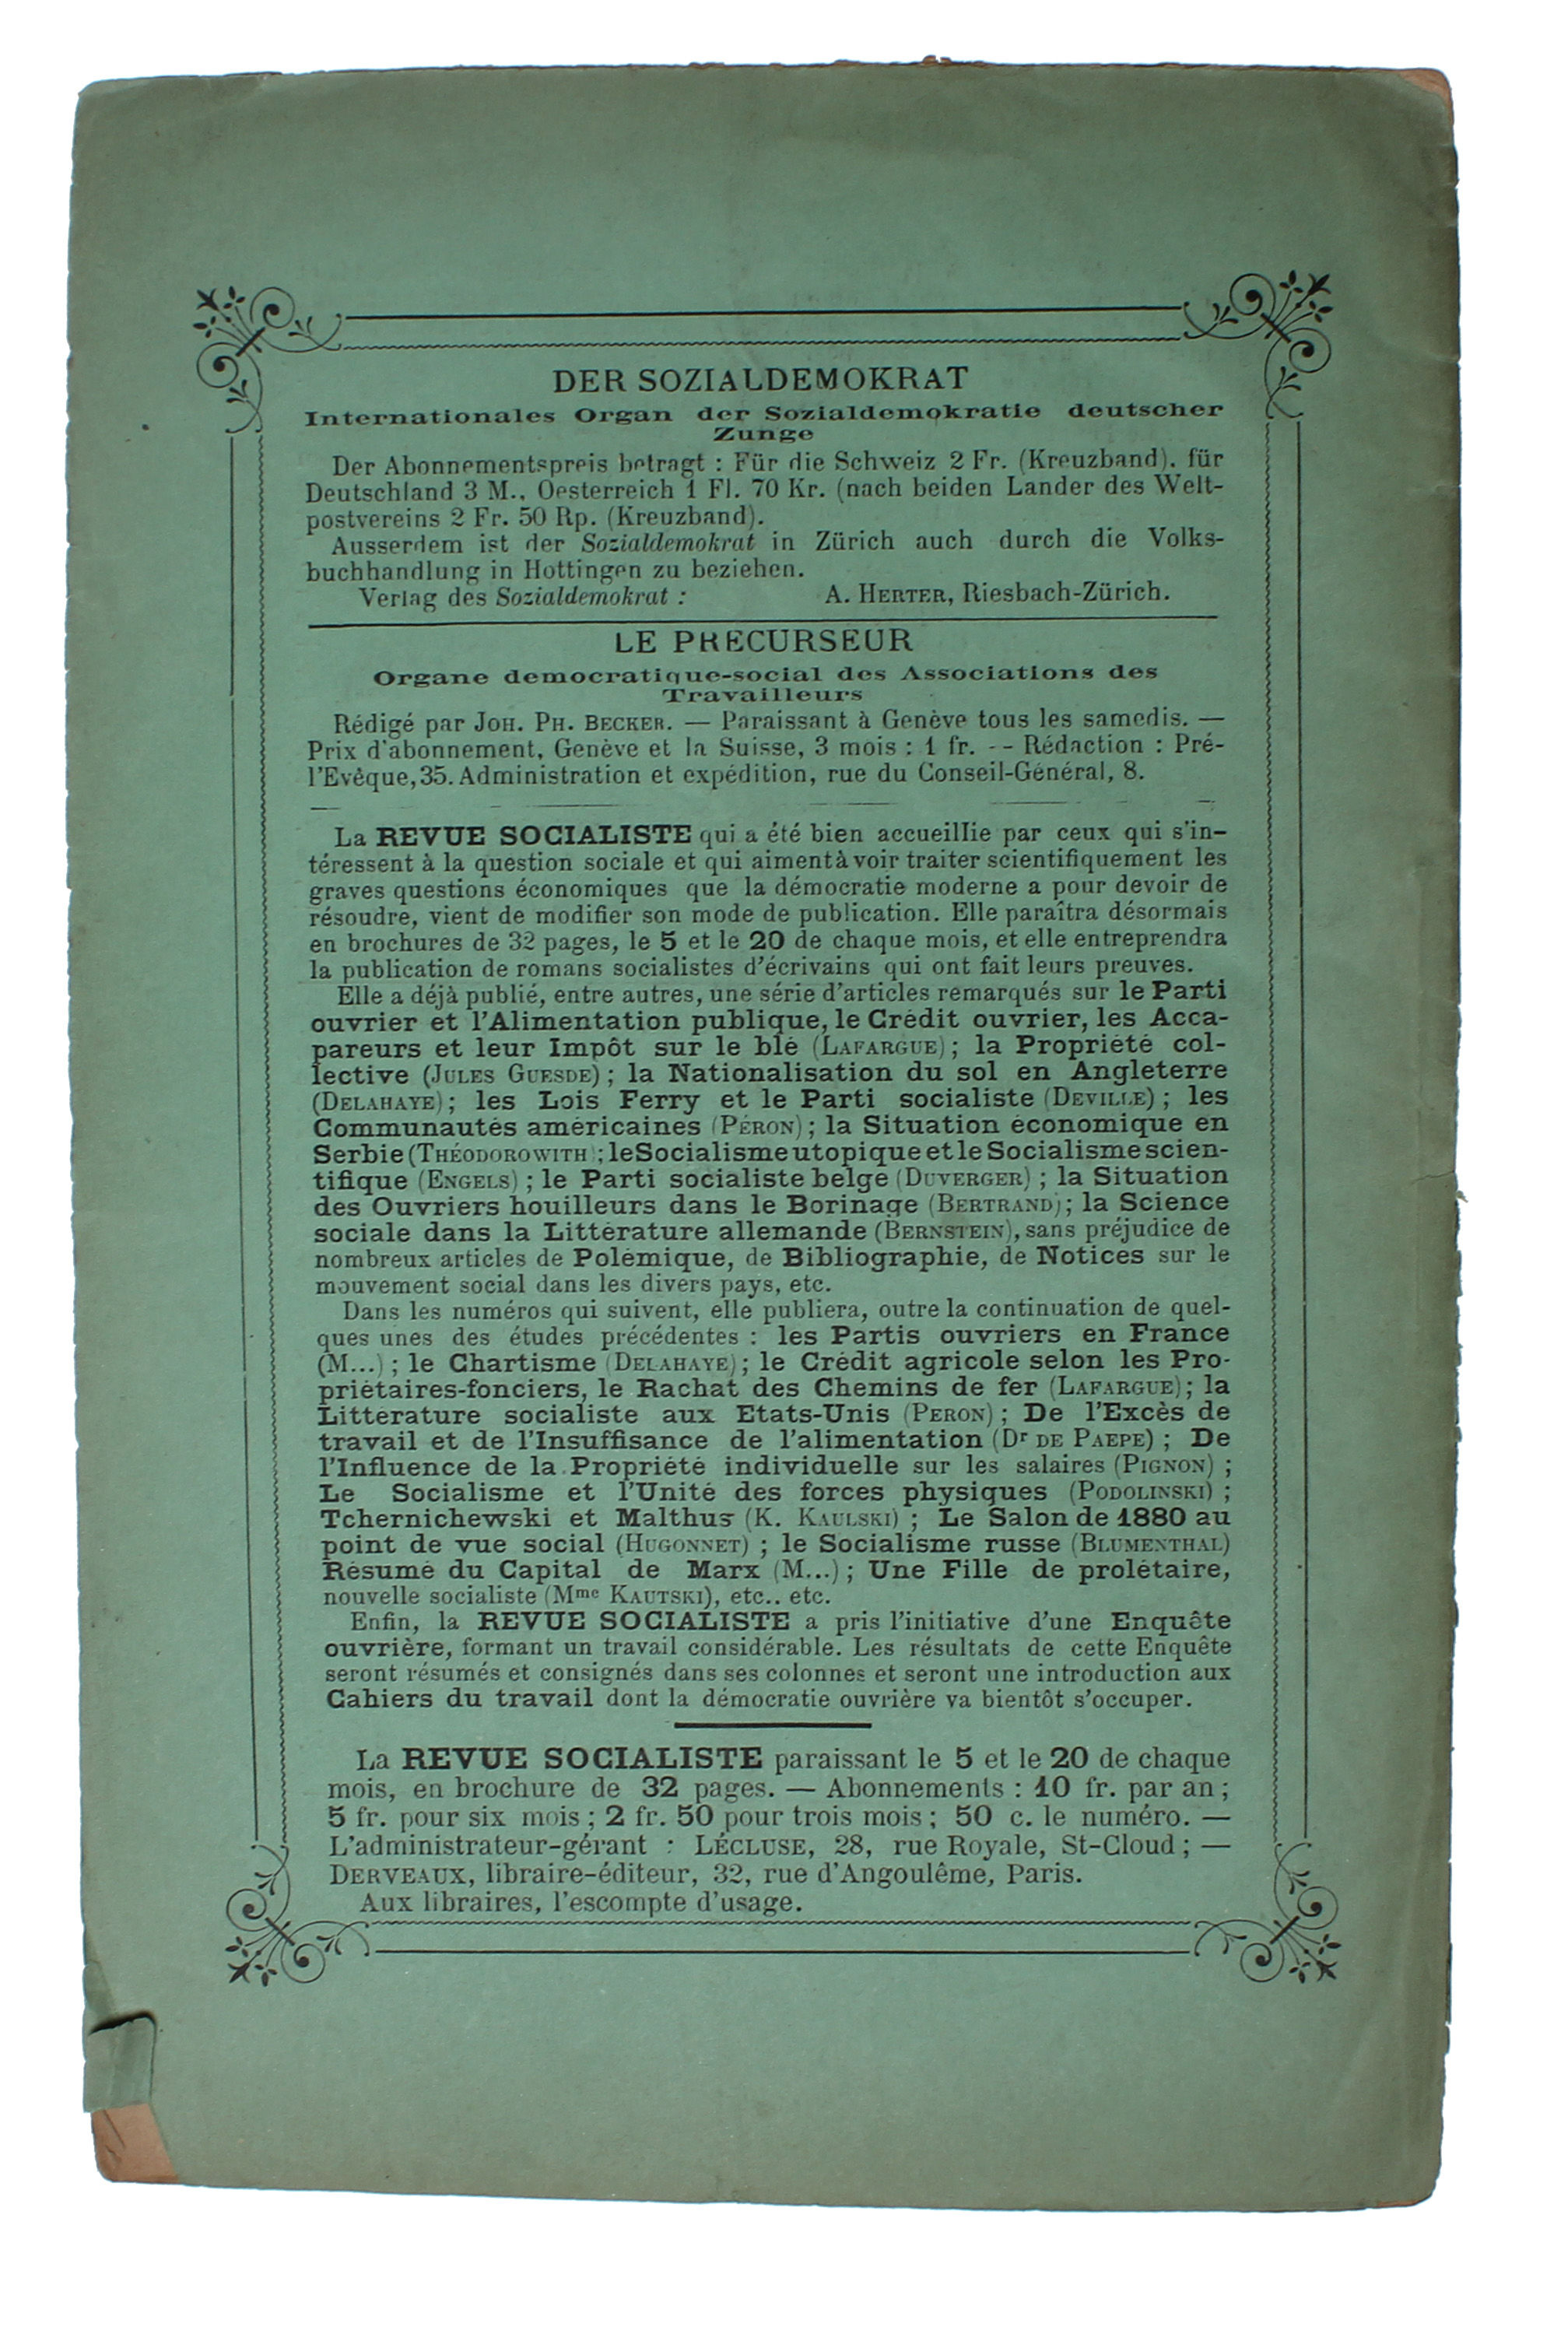 DER SOZIALDEMOKRAT
Internationales Organ der Sozialdemokratie deutscher
Zunge
Der Abonnementspreis betragt : Für die Schweiz 2 Fr. (Kreuzband). für
Deutschland 3 M., Oesterreich 1 Fl. 70 Kr. (nach beiden Lander des Welt-
postvereins 2 Fr. 50 Rp. (Kreuzband).
Ausserdem ist der Sozialdemokrat in Zürich auch durch die Volks-
buchhandlung in Hottingen zu beziehen.
Verlag des Sozialdemokrat : A. HERTER, Riesbach-Zürich.
LE PRECURSEUR
Organe democratique-social des Associations des
Travailleurs
Rédigé par JOH. PH. BECKER. — Paraissant à Genève tous les samedis. —
Prix d'abonnement, Genève et la Suisse, 3 mois : 1 fr. -- Rédaction : Pré-
l'Evêque, 35. Administration et expédition, rue du Conseil-Général, 8.
La REVUE SOCIALISTE qui a été bien accueillie par ceux qui s'in-
téressent à la question sociale et qui aiment à voir traiter scientifiquement les
graves questions économiques que la démocratie moderne a pour devoir de
résoudre, vient de modifier son mode de publication. Elle paraîtra désormais
en brochures de 32 pages, le 5 et le 20 de chaque mois, et elle entreprendra
la publication de romans socialistes d'écrivains qui ont fait leurs preuves.
Elle a déjà publié, entre autres, une série d'articles remarqués sur le Parti
ouvrier et l'Alimentation publique, le Crédit ouvrier, les Acca-
pareurs et leur Impôt sur le blé (LAFARGUE) ; la Propriété col-
lective (JULES GUESDE) ; la Nationalisation du sol en Angleterre
(DELAHAYE) ; les Lois Ferry et le Parti socialiste (DEVILLE) ; les
Communautés américaines (PÉRON) ; la Situation économique en
Serbie (THÉODOROWITH) ; le Socialisme utopique et le Socialisme scien-
tifique (ENGELS) ; le Parti socialiste belge (DUVERGER) ; la Situation
des Ouvriers houilleurs dans le Borinage (BERTRAND) ; la Science
sociale dans la Littérature allemande (BERNSTEIN), sans préjudice de
nombreux articles de Polémique, de Bibliographie, de Notices sur le
mouvement social dans les divers pays, etc.
Dans les numéros qui suivent, elle publiera, outre la continuation de quel-
ques unes des études précédentes : les Partis ouvriers en France
(M...) ; le Chartisme (DELAHAYE) ; le Crédit agricole selon les Pro-
priétaires-fonciers, le Rachat des Chemins de fer (LAFARGUE) ; la
Littérature socialiste aux Etats-Unis (PERON) ; De l'Excès de
travail et de l'Insuffisance de l'alimentation (Dr DE PAEPE) ; De
l'Influence de la Propriété individuelle sur les salaires (PIGNON) ;
Le Socialisme et l'Unité des forces physiques (PODOLINSKI) ;
Tchernichewski et Malthus (K. KAULSKI) ; Le Salon de 1880 au
point de vue social (HUGONNET) ; le Socialisme russe (BLUMENTHAL)
Résumé du Capital de Marx (M...) ; Une Fille de prolétaire,
nouvelle socialiste (Mme KAUTSKI), etc.. etc.
Enfin, la REVUE SOCIALISTE a pris l'initiative d'une Enquête
ouvrière, formant un travail considérable. Les résultats de cette Enquête
seront résumés et consignés dans ses colonnes et seront une introduction aux
Cahiers du travail dont la démocratie ouvrière va bientôt s'occuper.
La REVUE SOCIALISTE paraissant le 5 et le 20 de chaque
mois, en brochure de 32 pages. — Abonnements : 10 fr. par an ;
5 fr. pour six mois ; 2 fr. 50 pour trois mois ; 50 c. le numéro. —
L'administrateur-gérant : LÉCLUSE, 28, rue Royale, St-Cloud ; —
DERVEAUX, libraire-éditeur, 32, rue d'Angoulême, Paris.
Aux libraires, l'escompte d'usage.